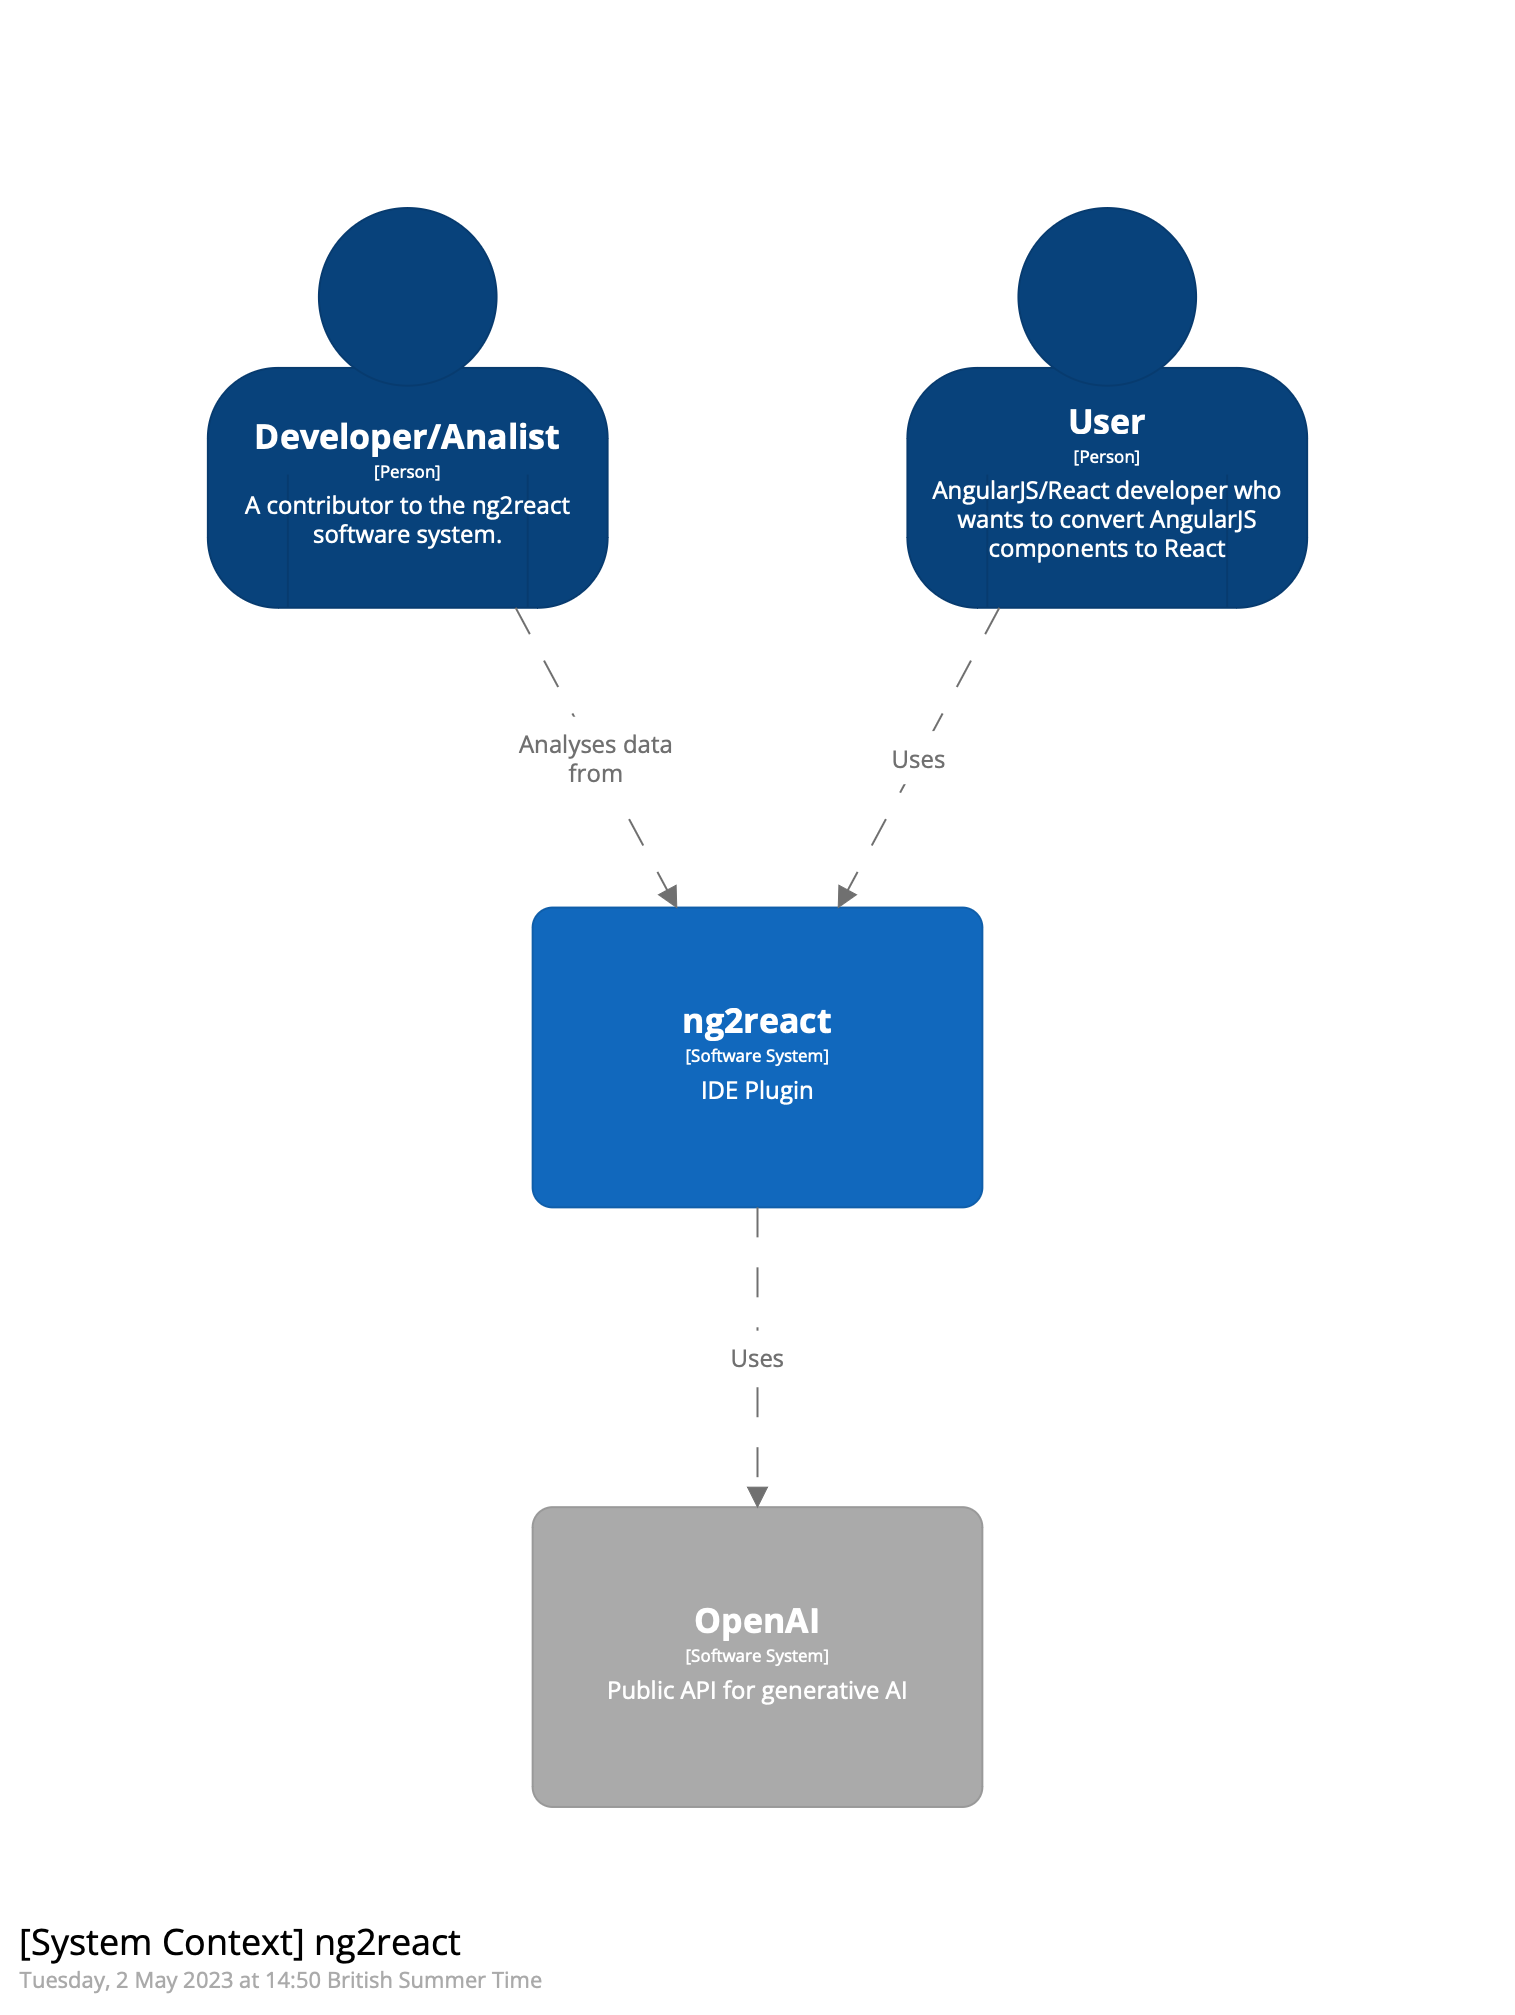 Developer/Analist
[Person]
A contributor to the ng2react
software system.
User
[Person]
AngularJS/React developer who
wants to convert AngularJS
components to React
Analyses data
from
Uses
ng2react
[Software System]
IDE Plugin
Uses
OpenAI
[Software System]
Public API for generative AI
[System Context] ng2react
Tuesday, 2 May 2023 at 14:50 British Summer Time